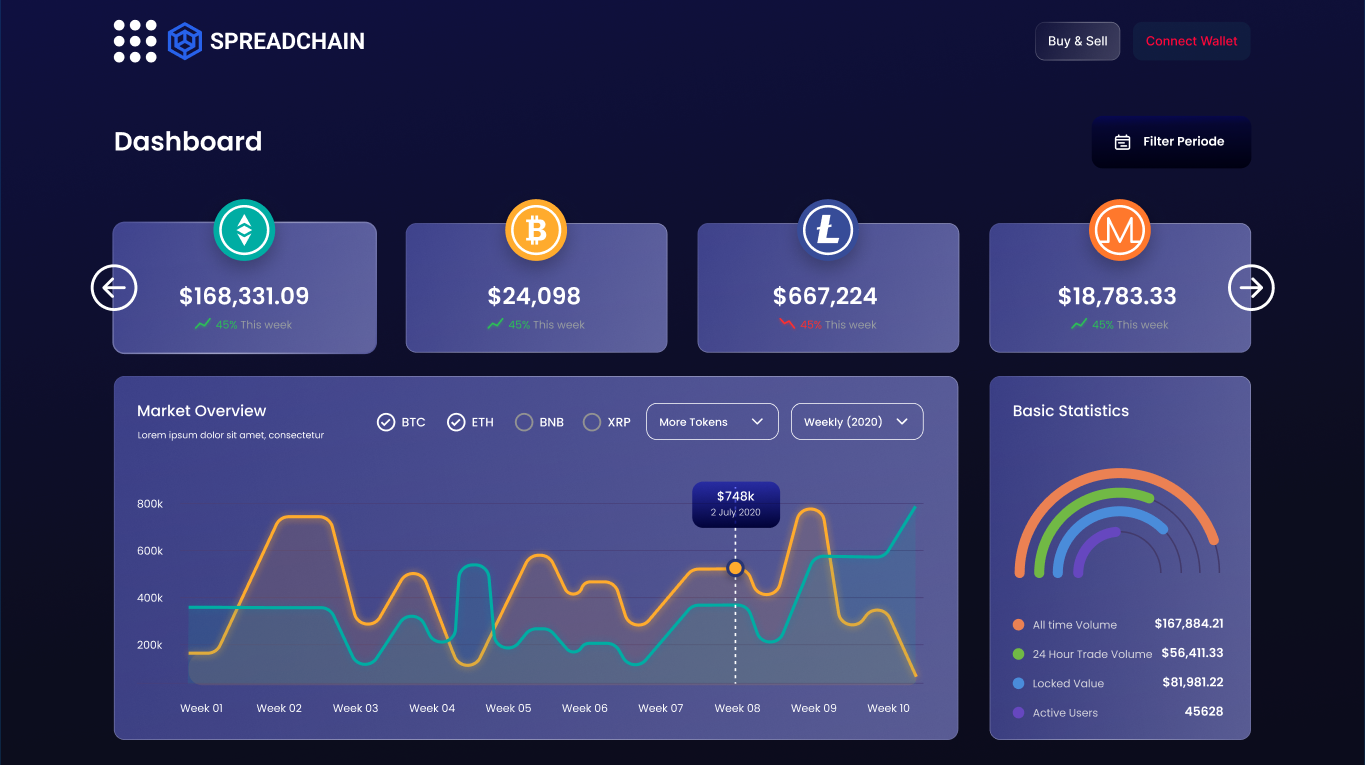 SPREADCHAIN
Buy & Sell
Connect Wallet
Dashboard
Filter Periode
$168,331.09
45% This week
$24,098
45% This week
$667,224
45% This week
$18,783.33
45% This week
Market Overview
Lorem ipsum dolor sit amet, consectetur
BTC
ETH
BNB
XRP
More Tokens
Weekly (2020)
800k
600k
400k
200k
$748k
2 July 2020
Week 01
Week 02
Week 03
Week 04
Week 05
Week 06
Week 07
Week 08
Week 09
Week 10
Basic Statistics
All time Volume $167,884.21
24 Hour Trade Volume $56,411.33
Locked Value $81,981.22
Active Users 45628